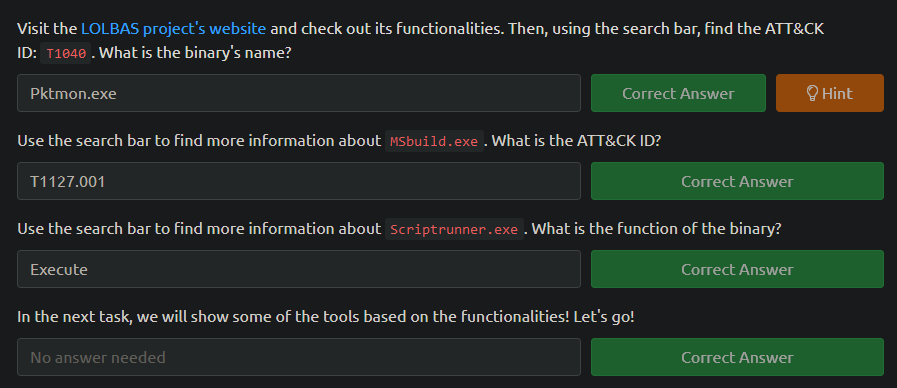 Visit the LOLBAS project's website and check out its functionalities. Then, using the search bar, find the ATT&CK
ID: T1040 . What is the binary's name?
Pktmon.exe
Correct Answer
Hint
Use the search bar to find more information about MSbuild.exe . What is the ATT&CK ID?
T1127.001
Correct Answer
Use the search bar to find more information about Scriptrunner.exe . What is the function of the binary?
Execute
Correct Answer
In the next task, we will show some of the tools based on the functionalities! Let's go!
No answer needed
Correct Answer